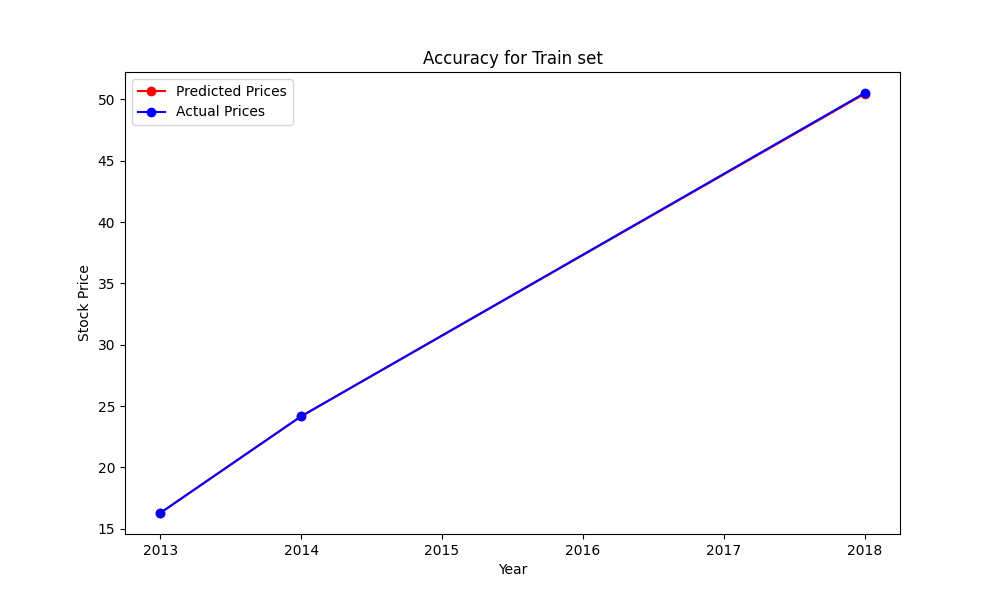 Accuracy for Train set
Predicted Prices
Actual Prices
Stock Price
50
45
40
35
30
25
20
15
2013 2014 2015 2016 2017 2018
Year